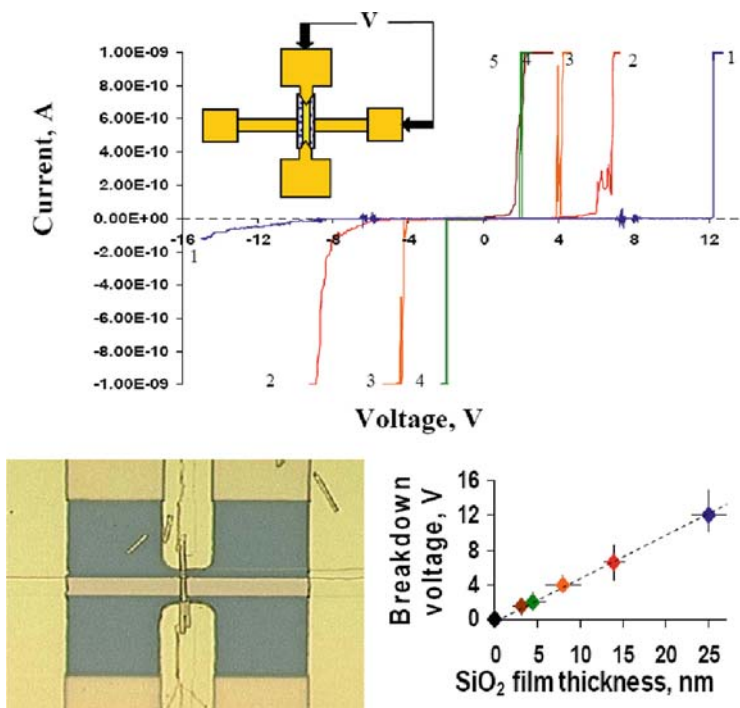 V
Current, A
1.00E-09
8.00E-10
6.00E-10
4.00E-10
2.00E-10
0.00E+00
-2.00E-10
-4.00E-10
-6.00E-10
-8.00E-10
-1.00E-09
5 4 3 2 1
-16 -12 -8 -4 0 4 8 12
1
2 3 4
Voltage, V
Breakdown
voltage, V
16
12
8
4
0
0 5 10 15 20 25
SiO₂ film thickness, nm